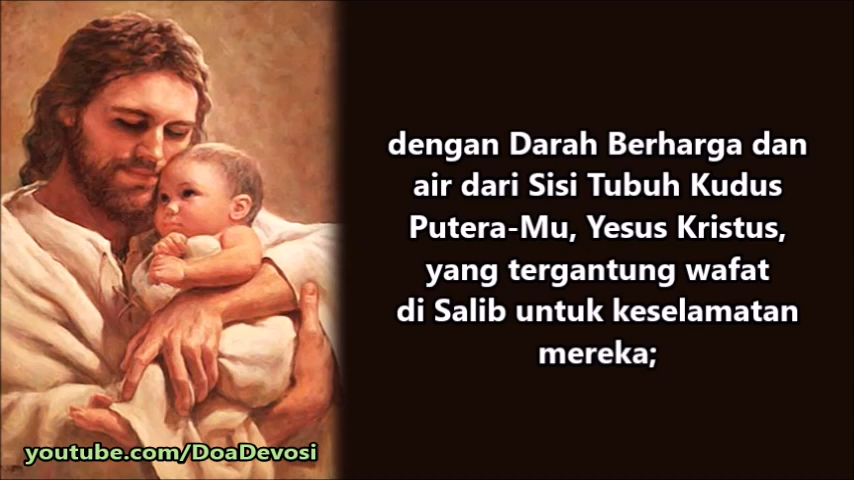 dengan Darah Berharga dan
air dari Sisi Tubuh Kudus
Putera-Mu, Yesus Kristus,
yang tergantung wafat
di Salib untuk keselamatan
mereka;
youtube.com/DoaDevosi